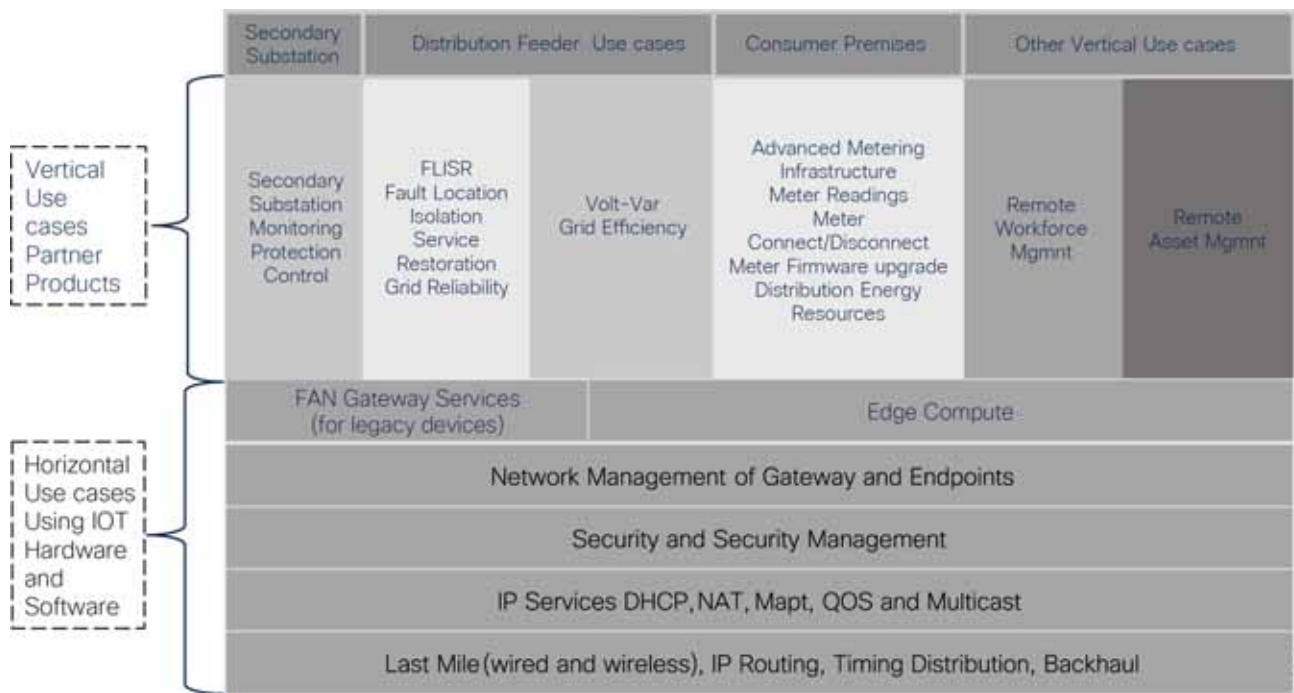 Secondary
Substation
Distribution Feeder Use cases
Consumer Premises
Other Vertical Use cases
Vertical
Use
cases
Partner
Products
Secondary
Substation
Monitoring
Protection
Control
FLISR
Fault Location
Isolation
Service
Restoration
Grid Reliability
Volt-Var
Grid Efficiency
Advanced Metering
Infrastructure
Meter Readings
Meter
Connect/Disconnect
Meter Firmware upgrade
Distribution Energy
Resources
Remote
Workforce
Mgmnt
Remote
Asset Mgmnt
Horizontal
Use cases
Using IOT
Hardware
and
Software
FAN Gateway Services
(for legacy devices)
Edge Compute
Network Management of Gateway and Endpoints
Security and Security Management
IP Services DHCP, NAT, Mapt, QOS and Multicast
Last Mile (wired and wireless), IP Routing, Timing Distribution, Backhaul